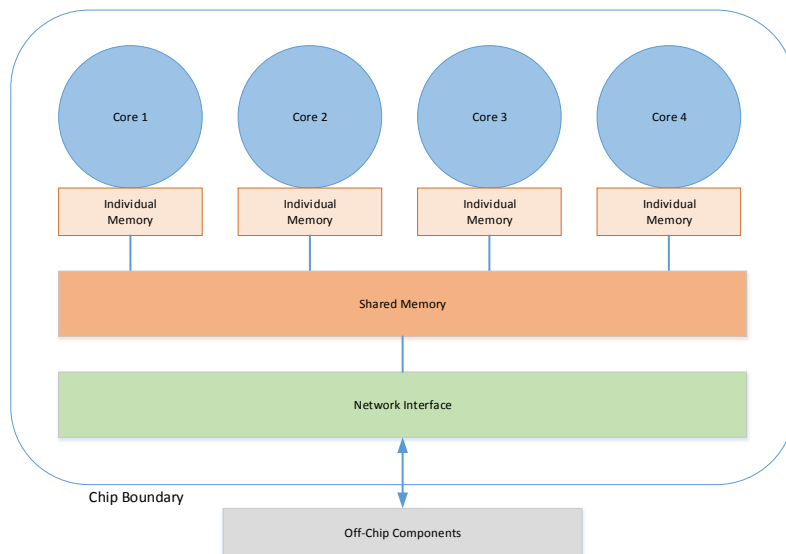 Core 1
Core 2
Core 3
Core 4
Individual
Memory
Individual
Memory
Individual
Memory
Individual
Memory
Shared Memory
Network Interface
Chip Boundary
Off-Chip Components